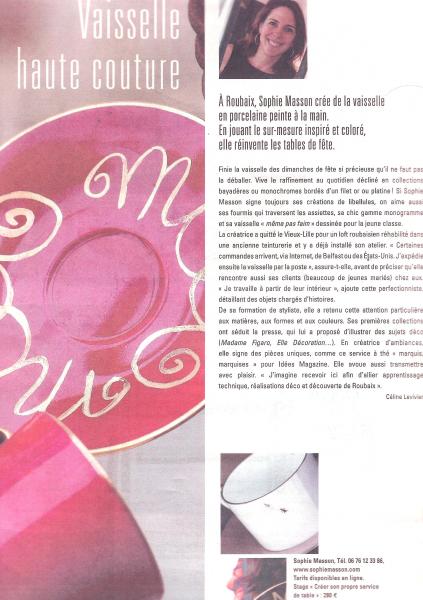 Vaisselle
haute couture
À Roubaix, Sophie Masson crée de la vaisselle
en porcelaine peinte à la main.
En jouant le sur-mesure inspiré et coloré,
elle réinvente les tables de fête.
Finie la vaisselle des dimanches de fête si précieuse qu'il ne faut pas
la déballer. Vive le raffinement au quotidien décliné en collections
bayadères ou monochromes bordés d'un filet or ou platine ! Si Sophie
Masson signe toujours ses créations de libellules, on aime aussi
ses fourmis qui traversent les assiettes, sa chic gamme monogramme
et sa vaisselle « même pas faim » dessinée pour la jeune classe.
La créatrice a quitté le Vieux-Lille pour un loft roubaisien réhabilité dans
une ancienne teinturerie et y a déjà installé son atelier. « Certaines
commandes arrivent, via Internet, de Belfast ou des États-Unis. J'expédie
ensuite la vaisselle par la poste », assure-t-elle, avant de préciser qu'elle
rencontre aussi ses clients (beaucoup de jeunes mariés) chez eux.
« Je travaille à partir de leur intérieur », ajoute cette perfectionniste,
détaillant des objets chargés d'histoires.
De sa formation de styliste, elle a retenu cette attention particulière
aux matières, aux formes et aux couleurs. Ses premières collections
ont séduit la presse, qui lui a proposé d'illustrer des sujets déco
(Madame Figaro, Elle Décoration...). En créatrice d'ambiances,
elle signe des pièces uniques, comme ce service à thé « marquis,
marquises » pour Idées Magazine. Elle avoue aussi transmettre
avec plaisir. « J'imagine recevoir ici afin d'allier apprentissage
technique, réalisations déco et découverte de Roubaix ».
Céline Levivier
Sophie Masson, Tél. 06 76 12 33 86,
www.sophiemasson.com
Tarifs disponibles en ligne.
Stage « Créer son propre service
de table » : 280 €